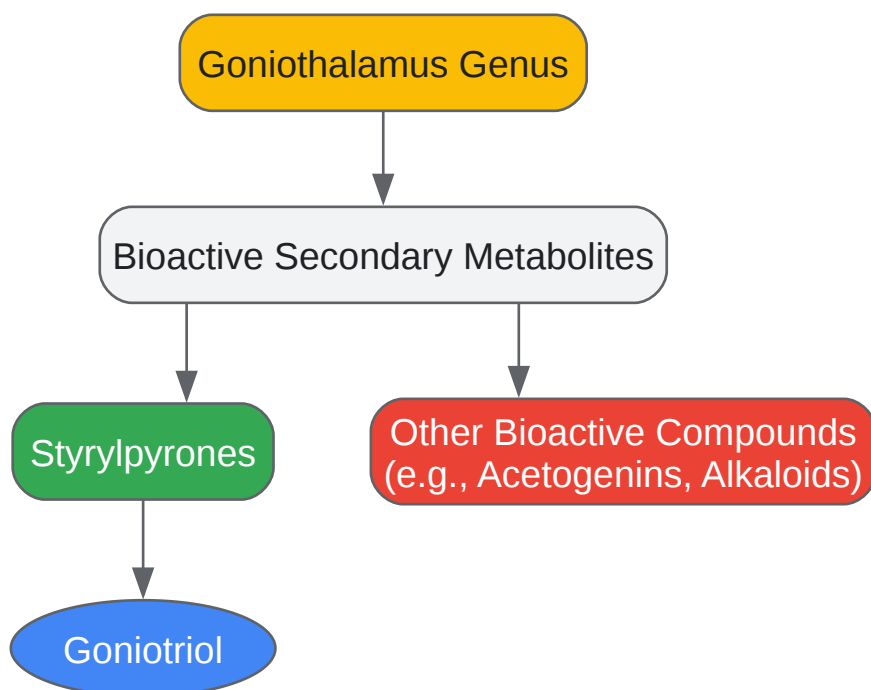 Goniothalamus Genus
Bioactive Secondary Metabolites
Styrylpyrones
Other Bioactive Compounds
(e.g., Acetogenins, Alkaloids)
Goniotriol